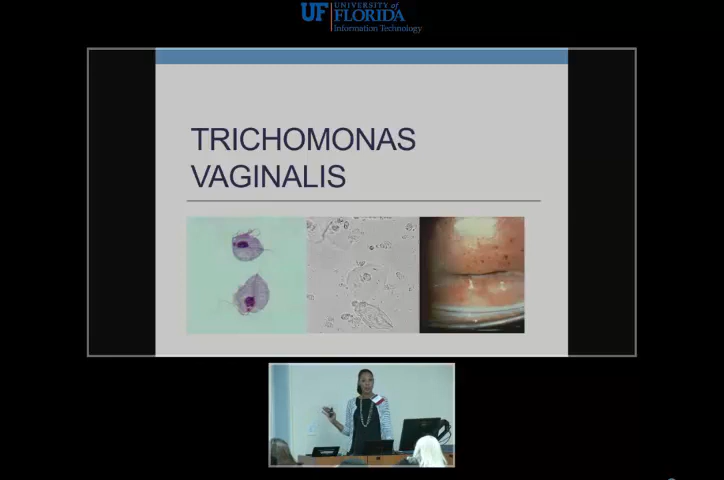 UF UNIVERSITY of
FLORIDA
Information Technology
TRICHOMONAS
VAGINALIS